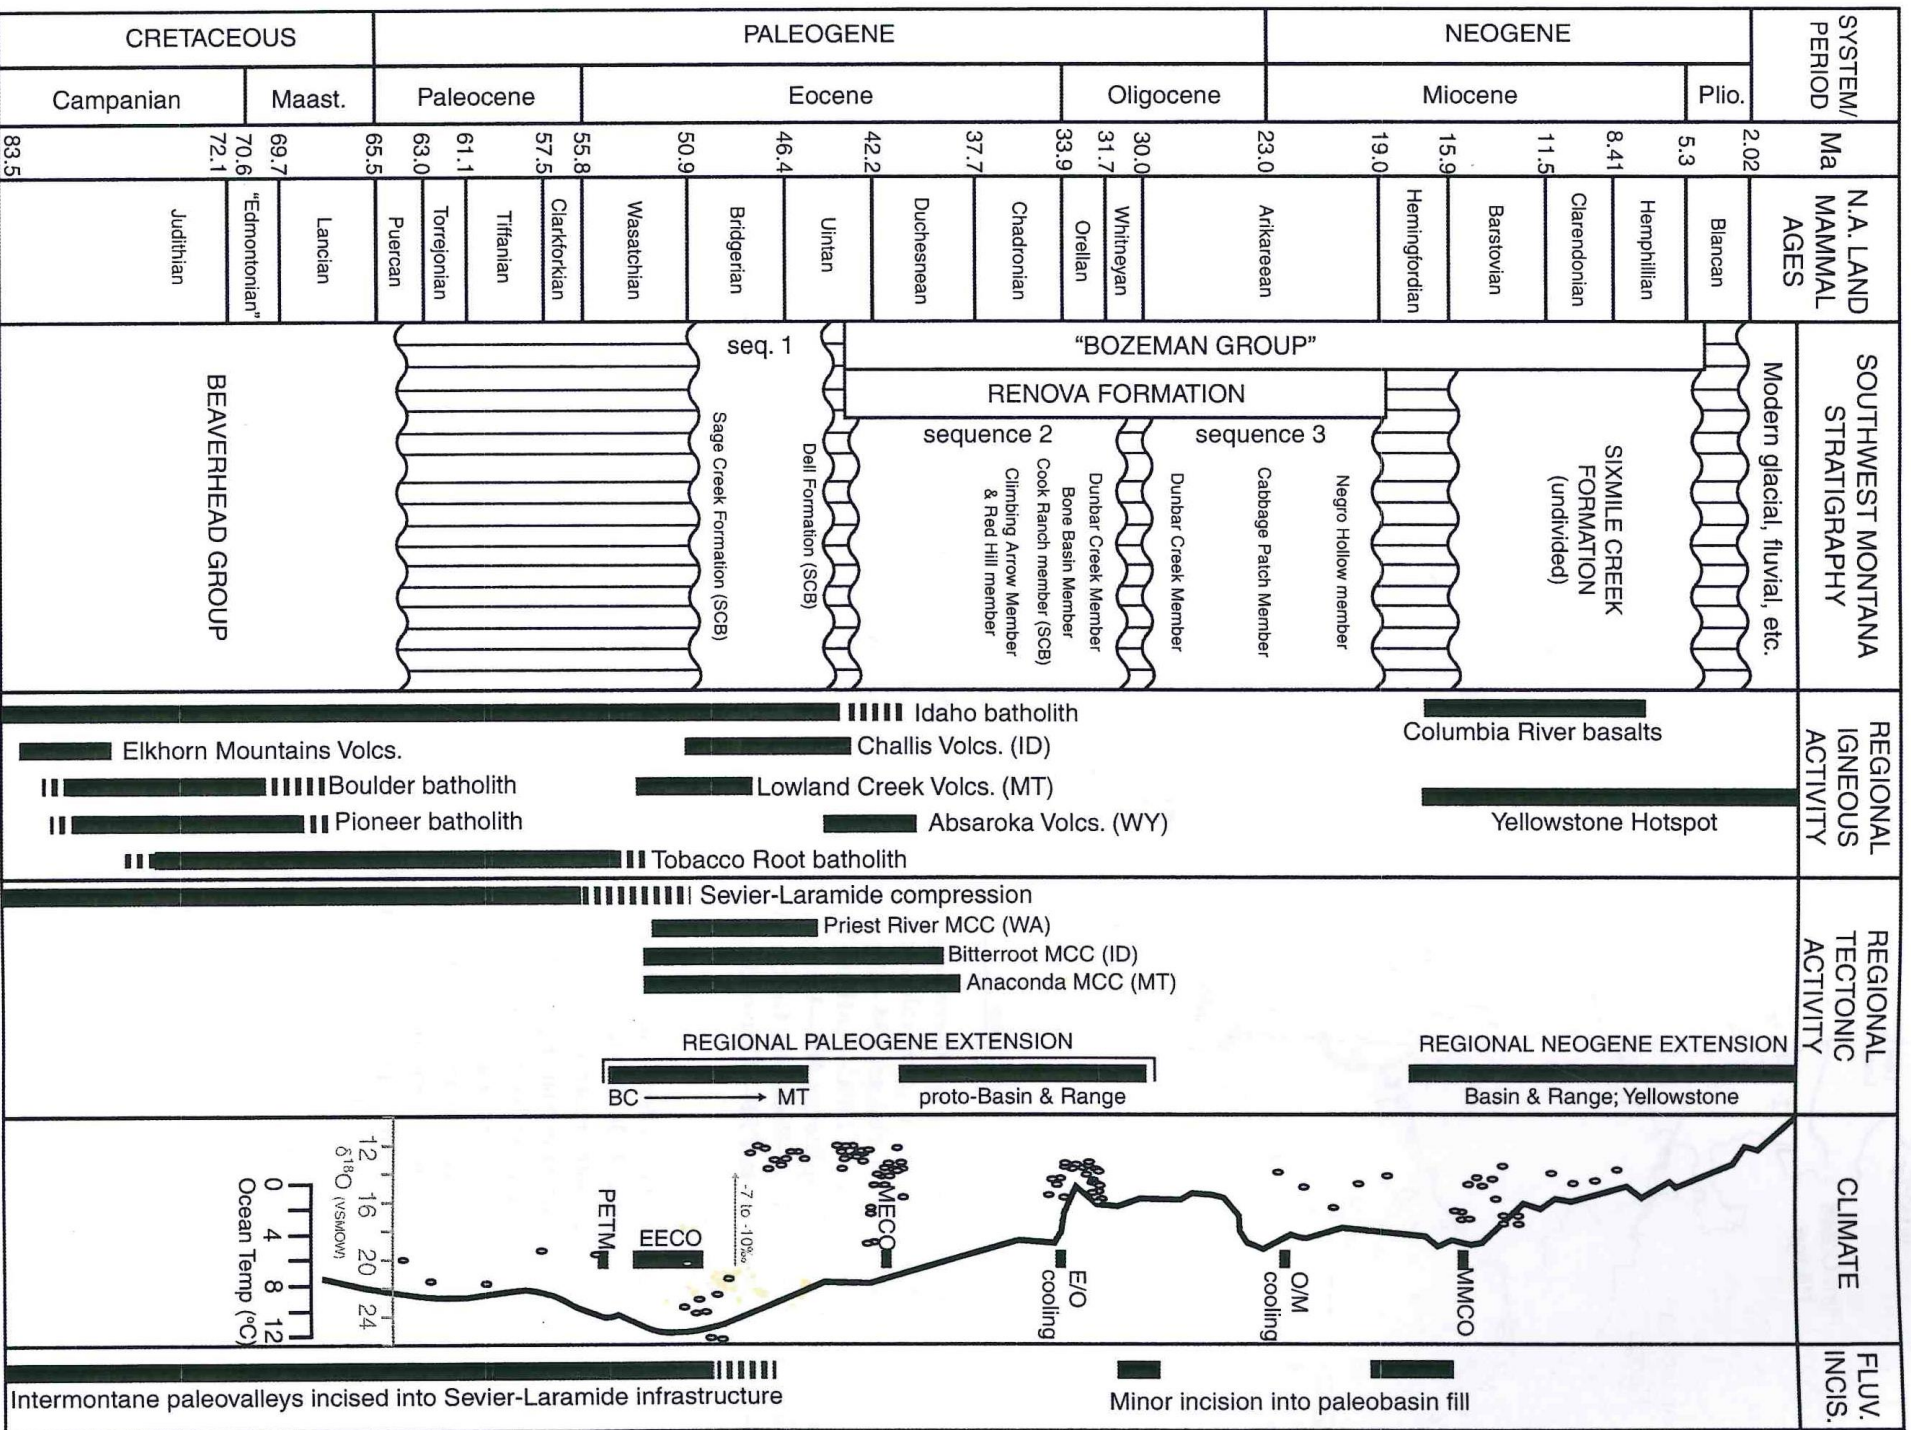 SYSTEM/
PERIOD
CRETACEOUS
PALEOGENE
NEOGENE
Campanian
Maast.
Paleocene
Eocene
Oligocene
Miocene
Plio.
Ma
83.5
72.1
70.6
69.7
65.5
63.0
61.1
57.5
55.8
50.9
46.4
42.2
37.7
33.9
31.7
30.0
23.0
19.0
15.9
11.5
8.41
5.3
2.02
N.A. LAND
MAMMAL
AGES
Judithian
"Edmontonian"
Lancian
Puercan
Torrejonian
Tiffanian
Clarkforkian
Wasatchian
Bridgerian
Uintan
Duchesnean
Chadronian
Orellan
Whitneyan
Arikareean
Hemingfordian
Barstovian
Clarendonian
Hemphillian
Blancan
SOUTHWEST MONTANA
STRATIGRAPHY
BEAVERHEAD GROUP
seq. 1
Sage Creek Formation (SCB)
Dell Formation (SCB)
"BOZEMAN GROUP"
RENOVA FORMATION
sequence 2
Climbing Arrow Member
& Red Hill member
Cook Ranch member (SCB)
Bone Basin Member
Dunbar Creek Member
sequence 3
Dunbar Creek Member
Cabbage Patch Member
Negro Hollow member
SIXMILE CREEK
FORMATION
(undivided)
Modern glacial, fluvial, etc.
REGIONAL
IGNEOUS
ACTIVITY
Idaho batholith
Columbia River basalts
Elkhorn Mountains Volcs.
Challis Volcs. (ID)
Boulder batholith
Lowland Creek Volcs. (MT)
Pioneer batholith
Absaroka Volcs. (WY)
Yellowstone Hotspot
Tobacco Root batholith
REGIONAL
TECTONIC
ACTIVITY
Sevier-Laramide compression
Priest River MCC (WA)
Bitterroot MCC (ID)
Anaconda MCC (MT)
REGIONAL PALEOGENE EXTENSION
BC
MT
proto-Basin & Range
REGIONAL NEOGENE EXTENSION
Basin & Range; Yellowstone
CLIMATE
Ocean Temp (ºC)
0
4
8
12
δ18O (VSMOW)
12
16
20
24
PETM
EECO
-7 to -10‰
MECO
E/O
cooling
O/M
cooling
MMCO
FLUV.
INCIS.
Intermontane paleovalleys incised into Sevier-Laramide infrastructure
Minor incision into paleobasin fill